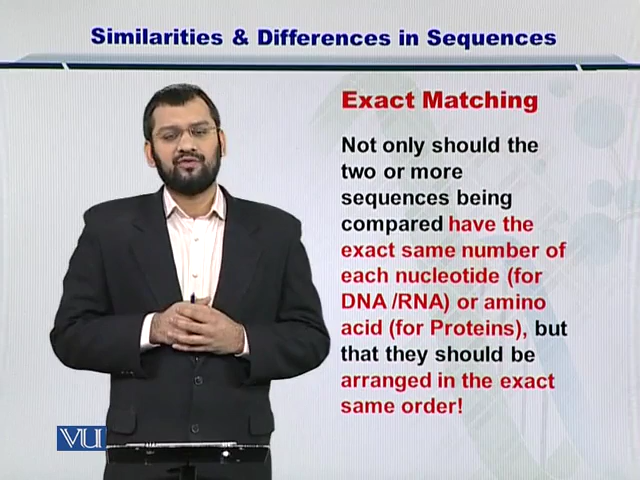 Similarities & Differences in Sequences
Exact Matching
Not only should the
two or more
sequences being
compared have the
exact same number of
each nucleotide (for
DNA /RNA) or amino
acid (for Proteins), but
that they should be
arranged in the exact
same order!
VU